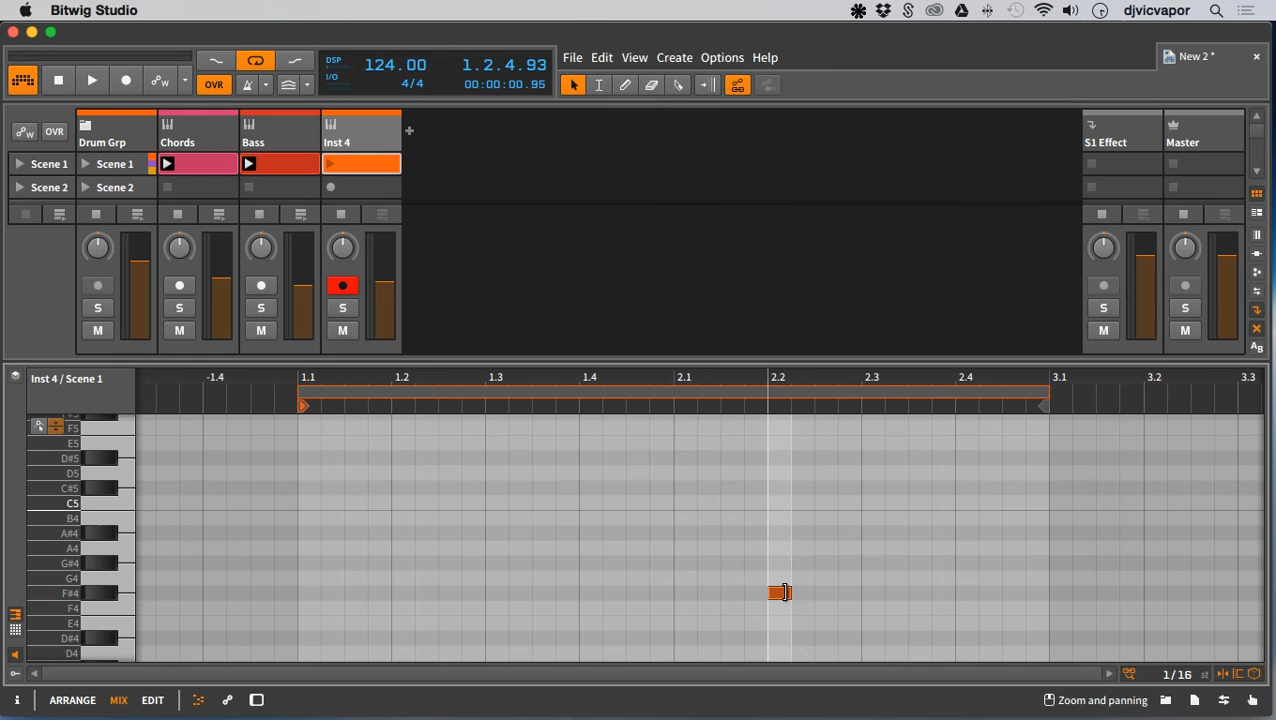 Bitwig Studio
djvicvapor
OVR
DSP
I/O
124.00
4/4
1.2.4.93
00:00:00.95
File Edit View Create Options Help
New 2 *
OVR
Drum Grp
Chords
Bass
Inst 4
S1 Effect
Master
Scene 1
Scene 1
Scene 2
Scene 2
S
S
S
S
S
S
M
M
M
M
M
M
AB
Inst 4 / Scene 1
-1.4 1.1 1.2 1.3 1.4 2.1 2.2 2.3 2.4 3.1 3.2 3.3
F5
E5
D#5
D5
C#5
C5
B4
A#4
A4
G#4
G4
F#4
F4
E4
D#4
D4
1/16 st
ARRANGE MIX EDIT
Zoom and panning